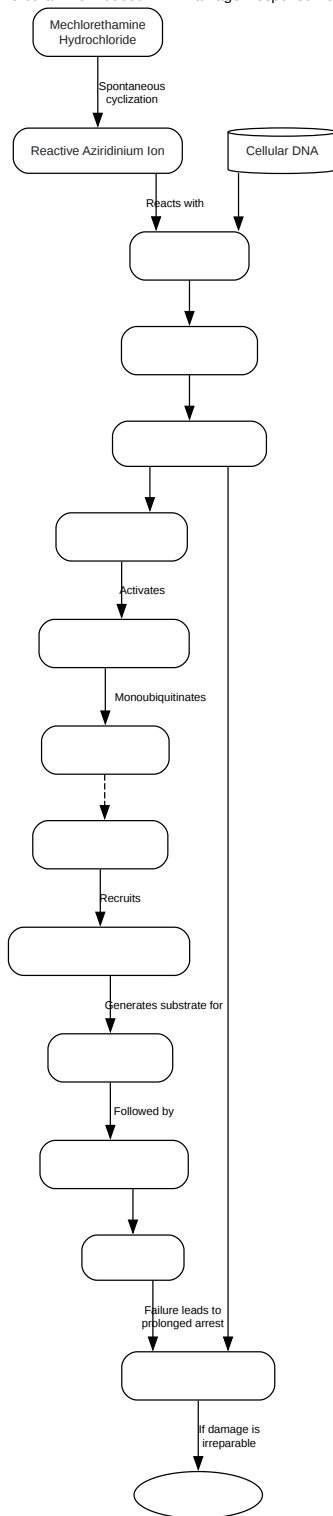 Mechlorethamine
Hydrochloride
Spontaneous
cyclization
Reactive Aziridinium Ion
Cellular DNA
Reacts with
Activates
Monoubiquitinates
Recruits
Generates substrate for
Followed by
Failure leads to
prolonged arrest
If damage is
irreparable